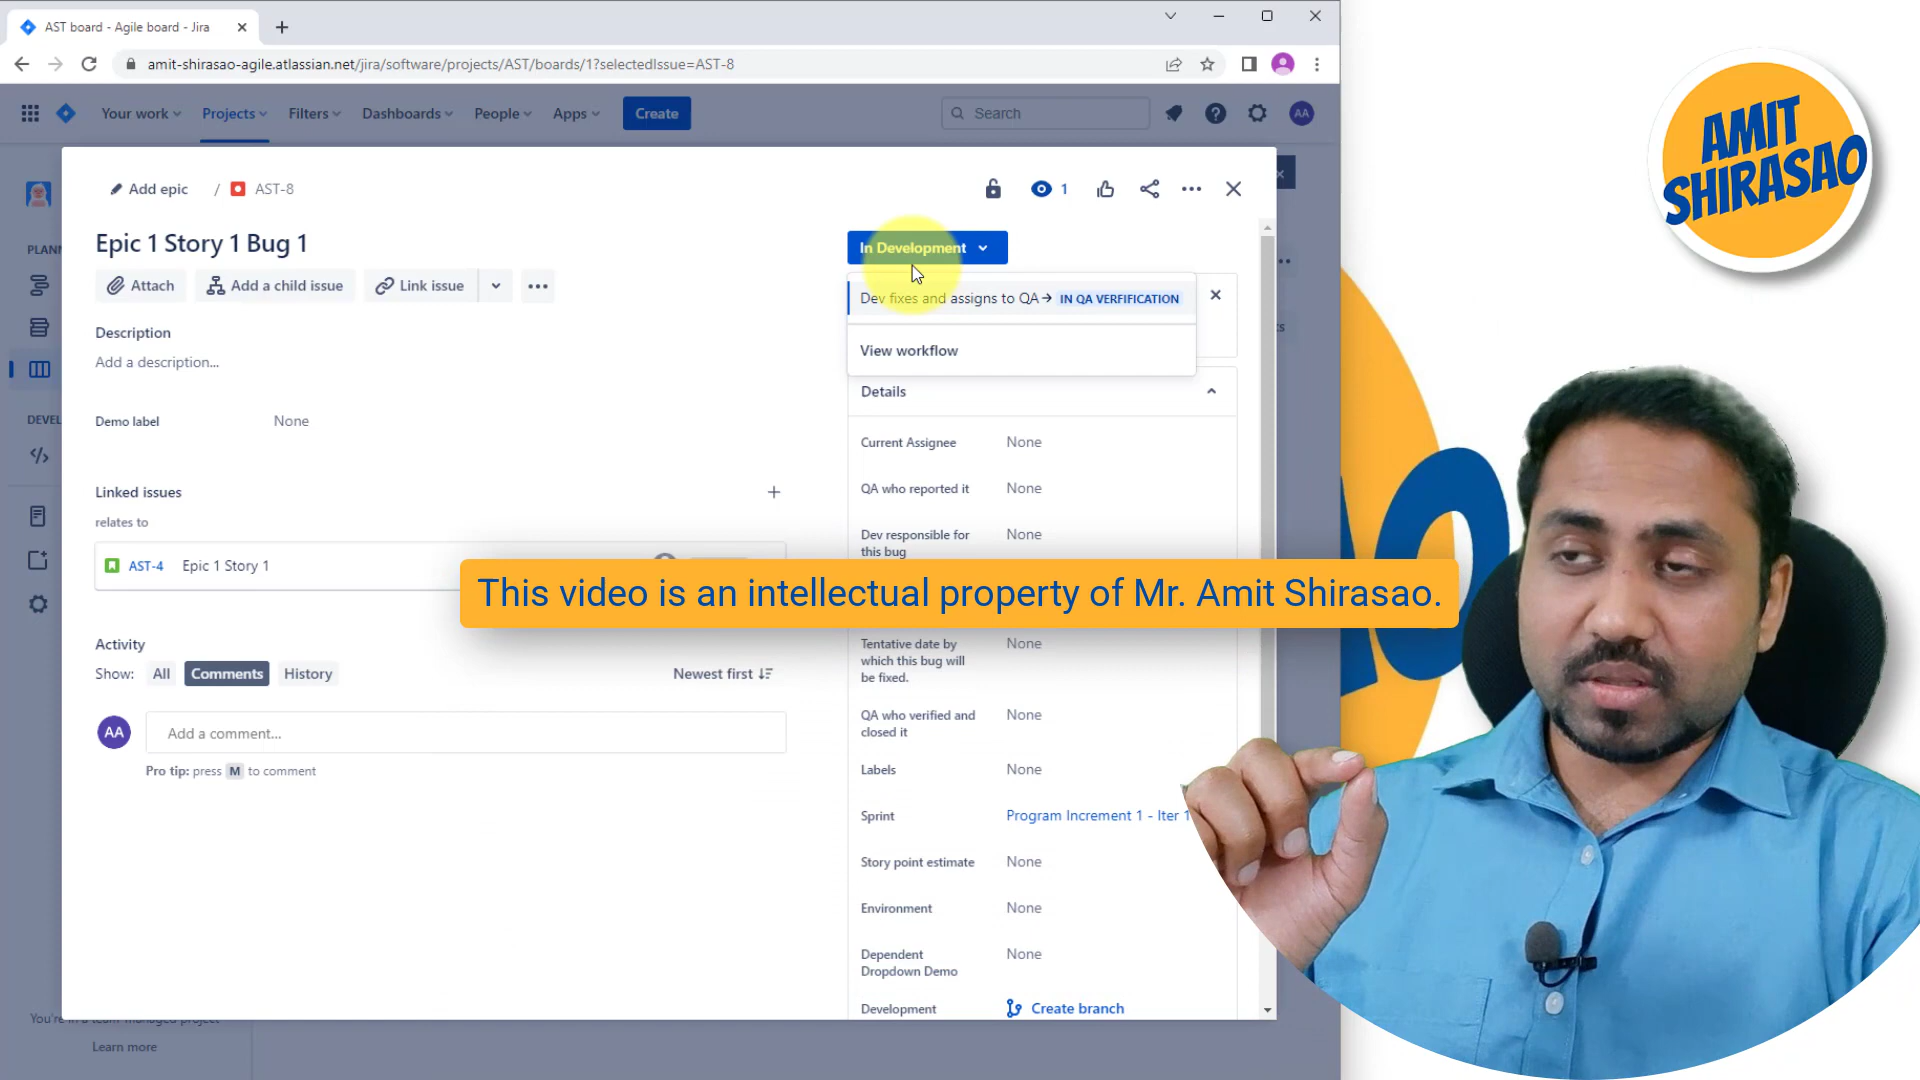 AST board - Agile board - Jira
amit-shirasao-agile.atlassian.net/jira/software/projects/AST/boards/1?selectedIssue=AST-8
Your work
Projects
Filters
Dashboards
People
Apps
Create
Search
AA
AMIT
SHIRASAO
PLANN
DEVEL
Add epic / AST-8
1
Epic 1 Story 1 Bug 1
Attach
Add a child issue
Link issue
In Development
Dev fixes and assigns to QA → IN QA VERFIFICATION
View workflow
Description
Add a description...
Demo label None
Linked issues
relates to
AST-4 Epic 1 Story 1
Details
Current Assignee None
QA who reported it None
Dev responsible for this bug None
This video is an intellectual property of Mr. Amit Shirasao.
Activity
Show: All Comments History
Newest first
AA
Add a comment...
Pro tip: press M to comment
Tentative date by which this bug will be fixed. None
QA who verified and closed it None
Labels None
Sprint Program Increment 1 - Iter 1
Story point estimate None
Environment None
Dependent Dropdown Demo None
Development Create branch
You're in a team-managed project
Learn more